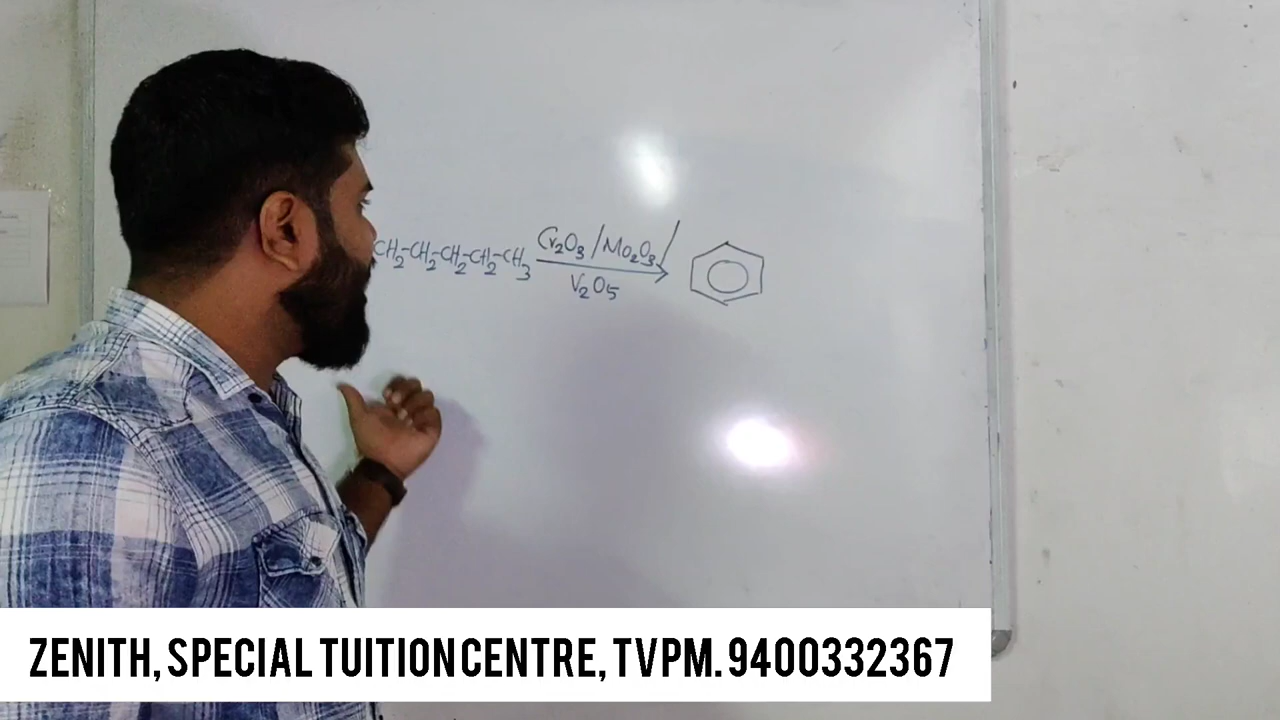 CH₂-CH₂-CH₂-CH₂-CH₃ Cr₂O₃/Mo₂O₃/
V₂O₅
ZENITH, SPECIAL TUITION CENTRE, TVPM. 9400332367